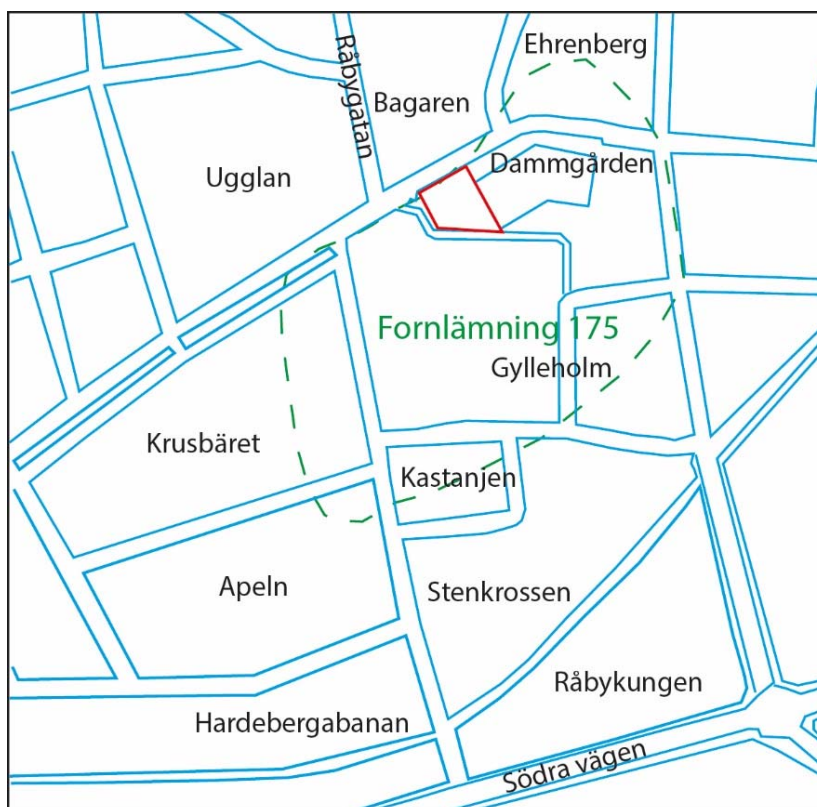 Ehrenberg
Råbygatan
Bagaren
Dammgården
Ugglan
Fornlämning 175
Gylleholm
Krusbäret
Kastanjen
Apeln
Stenkrossen
Råbykungen
Hardebergabanan
Södra vägen